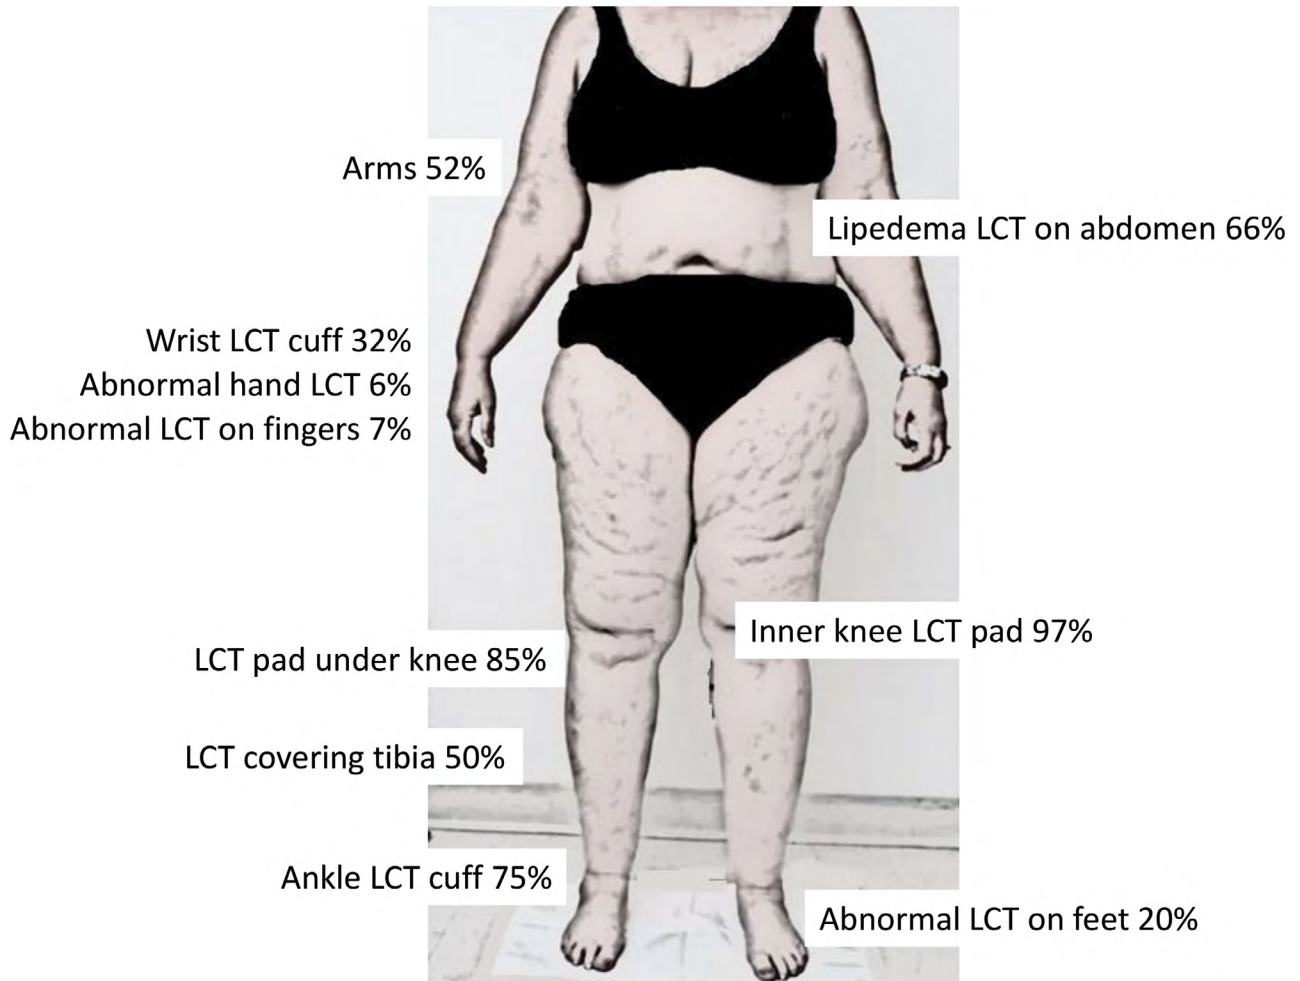 Arms 52%
Lipedema LCT on abdomen 66%
Wrist LCT cuff 32%
Abnormal hand LCT 6%
Abnormal LCT on fingers 7%
Inner knee LCT pad 97%
LCT pad under knee 85%
LCT covering tibia 50%
Ankle LCT cuff 75%
Abnormal LCT on feet 20%